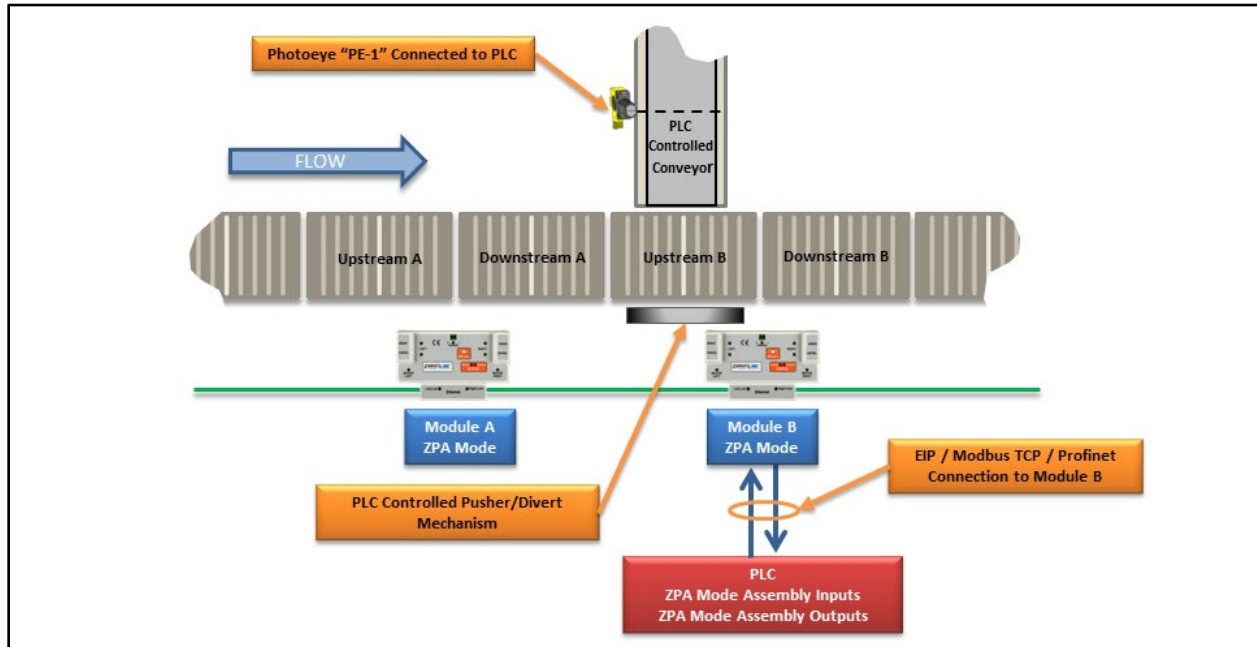 Photoeye “PE-1” Connected to PLC
PLC
Controlled
Conveyor
FLOW
Upstream A
Downstream A
Upstream B
Downstream B
Module A
ZPA Mode
Module B
ZPA Mode
EIP / Modbus TCP / Profinet
Connection to Module B
PLC Controlled Pusher/Divert
Mechanism
PLC
ZPA Mode Assembly Inputs
ZPA Mode Assembly Outputs